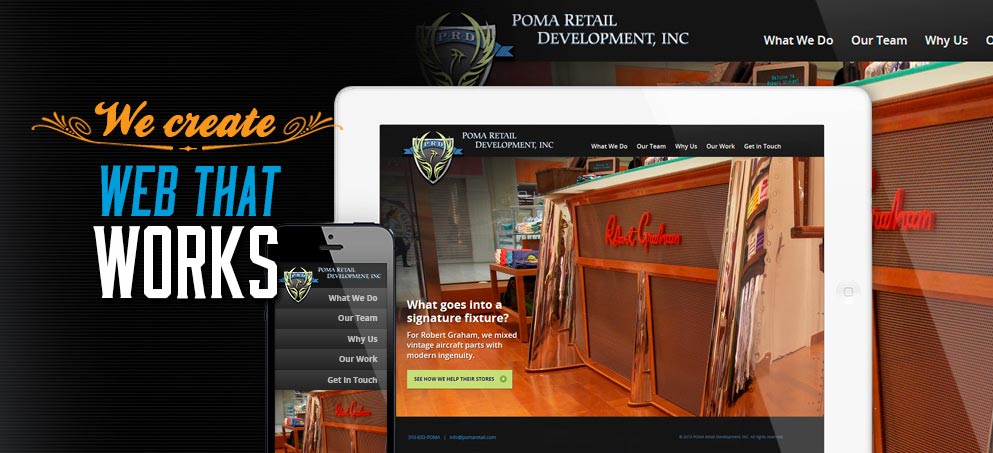 We create
WEB THAT
WORKS
P·R·D
POMA RETAIL
DEVELOPMENT, INC
What We Do Our Team Why Us O
P·R·D
POMA RETAIL
DEVELOPMENT, INC
What We Do Our Team Why Us Our Work Get in Touch
Robert Graham
What goes into a
signature fixture?
For Robert Graham, we mixed
vintage aircraft parts with
modern ingenuity.
SEE HOW WE HELP THEIR STORES
310-833-POMA | info@pomaretail.com
© 2013 POMA Retail Development, Inc. All rights reserved.
P·R·D
POMA RETAIL
DEVELOPMENT, INC
What We Do
Our Team
Why Us
Our Work
Get in Touch
Robert Graham
raham